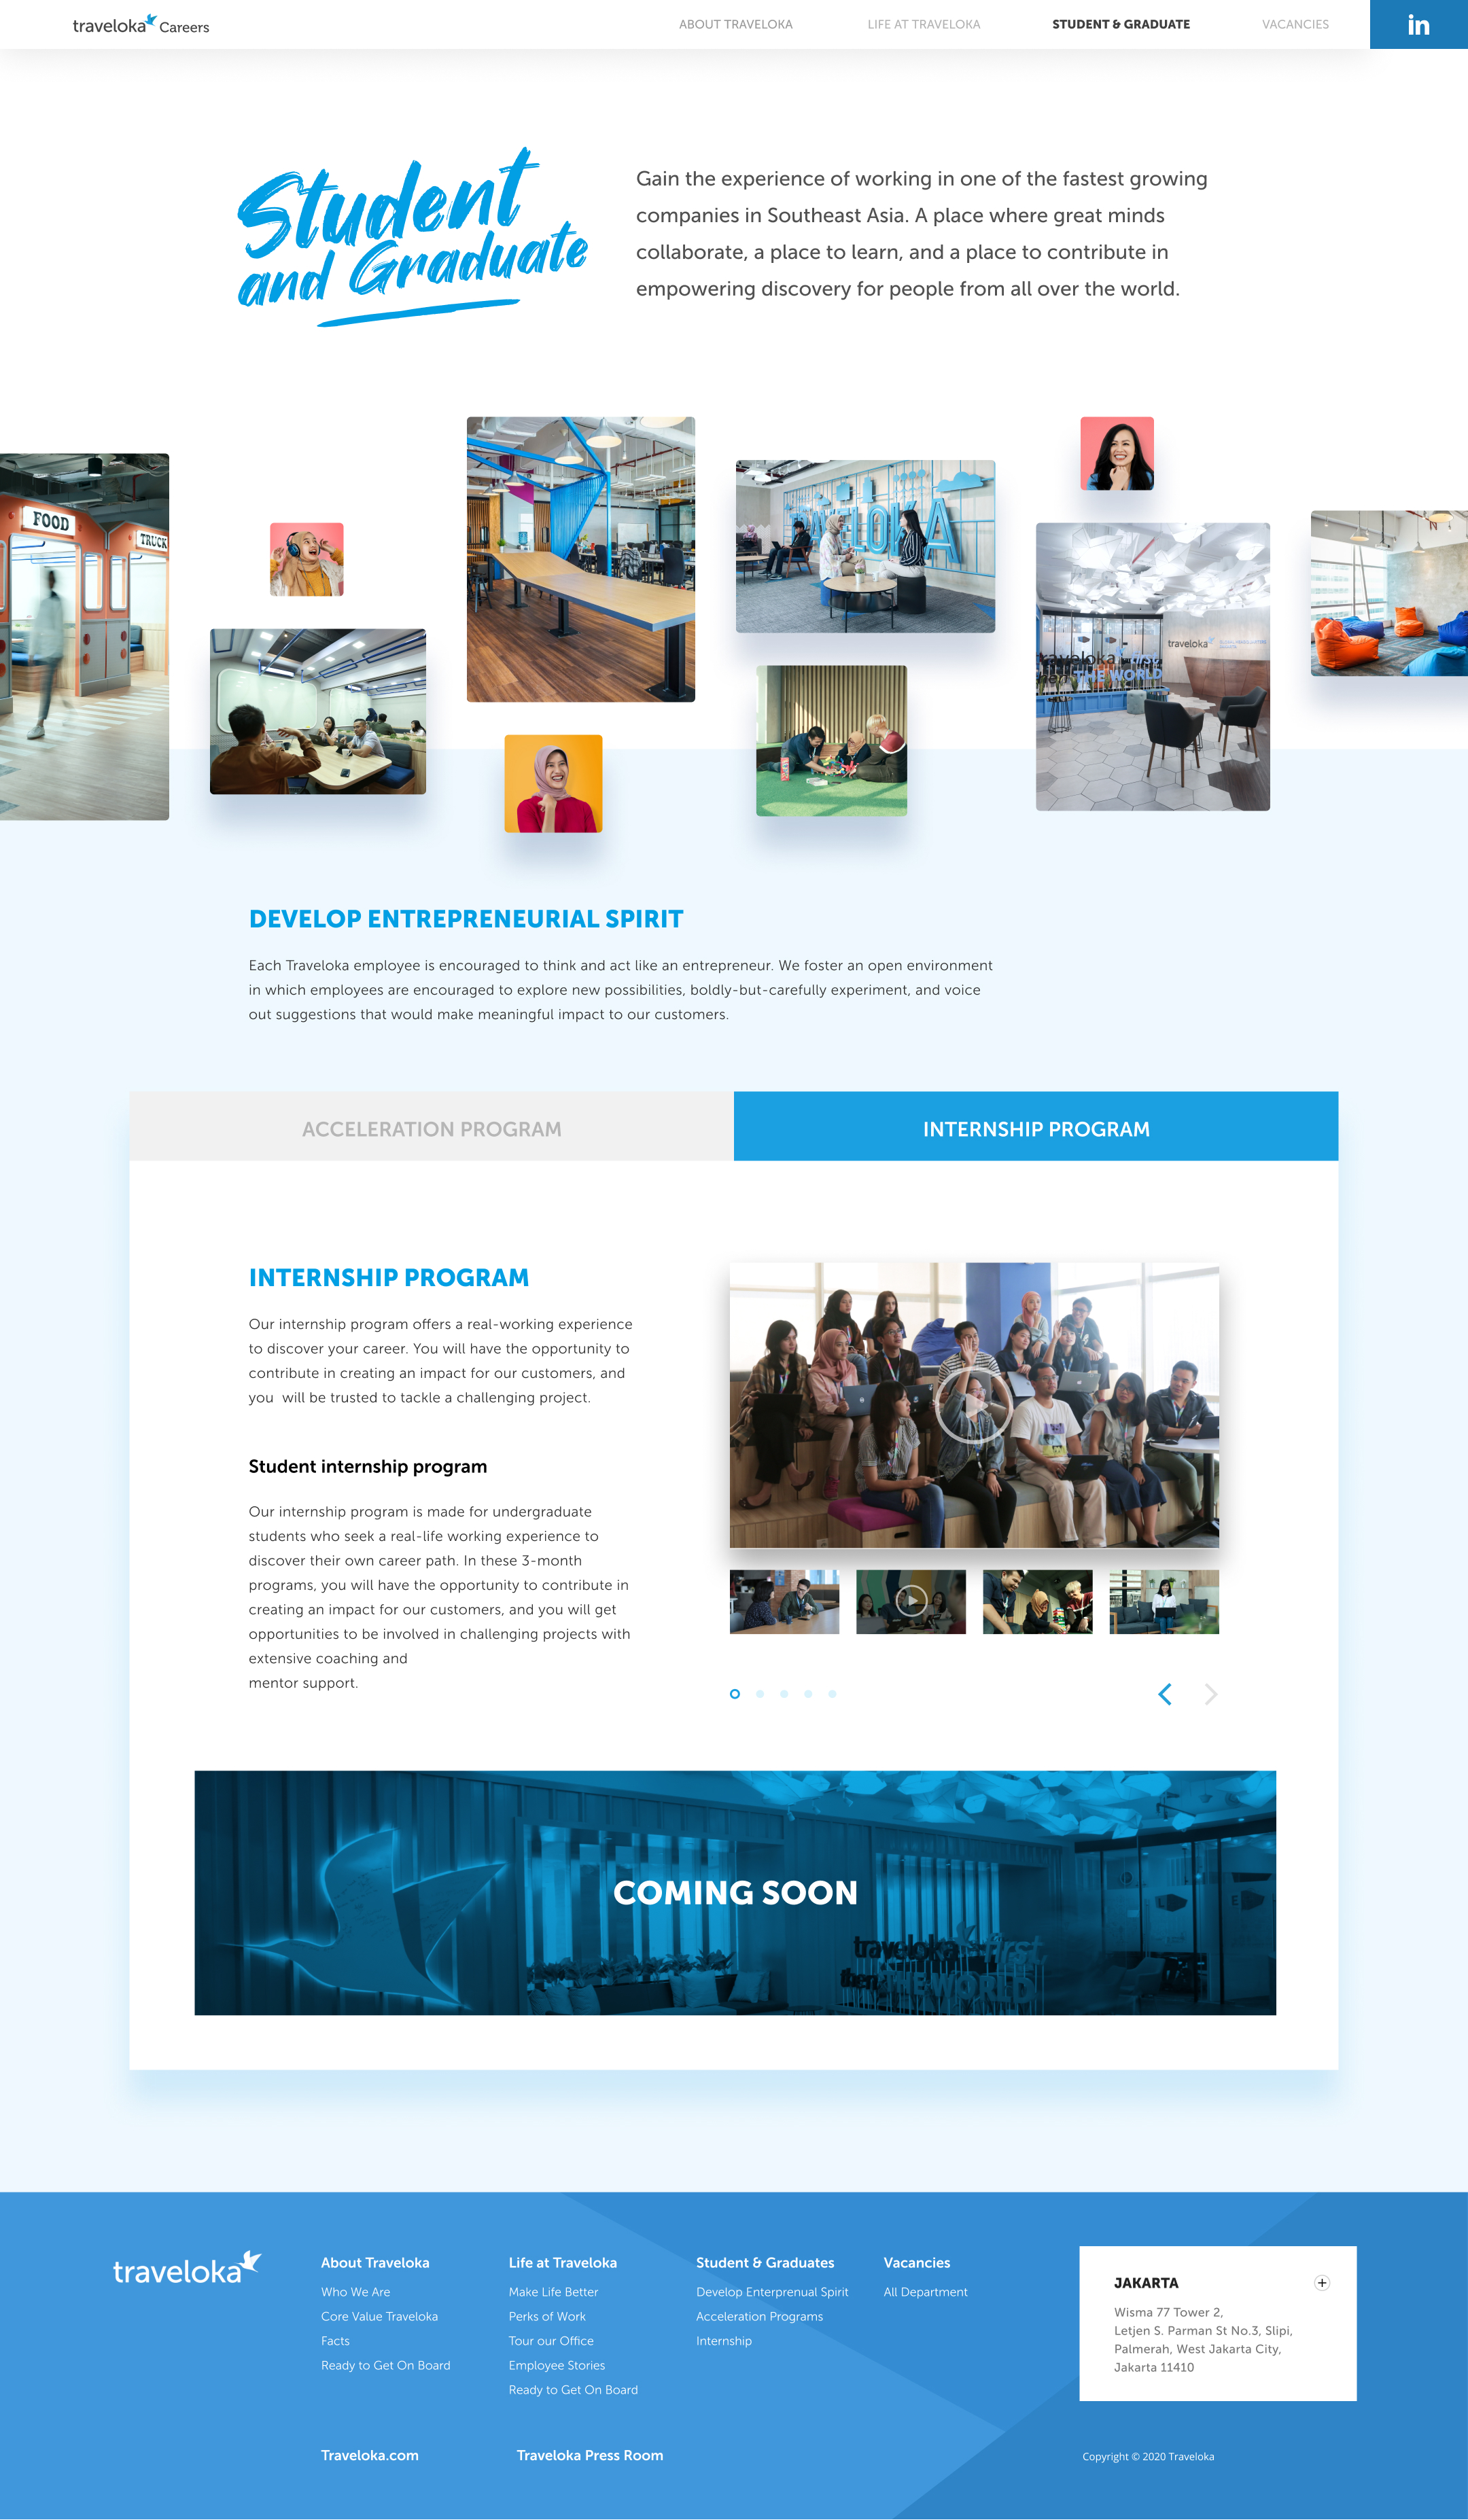 traveloka Careers
ABOUT TRAVELOKA
LIFE AT TRAVELOKA
STUDENT & GRADUATE
VACANCIES
in
Student
and Graduate
Gain the experience of working in one of the fastest growing
companies in Southeast Asia. A place where great minds
collaborate, a place to learn, and a place to contribute in
empowering discovery for people from all over the world.
FOOD
TRUCK
traveloka
traveloka
THE WORLD
DEVELOP ENTREPRENEURIAL SPIRIT
Each Traveloka employee is encouraged to think and act like an entrepreneur. We foster an open environment
in which employees are encouraged to explore new possibilities, boldly-but-carefully experiment, and voice
out suggestions that would make meaningful impact to our customers.
ACCELERATION PROGRAM
INTERNSHIP PROGRAM
INTERNSHIP PROGRAM
Our internship program offers a real-working experience
to discover your career. You will have the opportunity to
contribute in creating an impact for our customers, and
you will be trusted to tackle a challenging project.
Student internship program
Our internship program is made for undergraduate
students who seek a real-life working experience to
discover their own career path. In these 3-month
programs, you will have the opportunity to contribute in
creating an impact for our customers, and you will get
opportunities to be involved in challenging projects with
extensive coaching and
mentor support.
COMING SOON
traveloka first
then THE WORLD
traveloka
About Traveloka
Who We Are
Core Value Traveloka
Facts
Ready to Get On Board
Life at Traveloka
Make Life Better
Perks of Work
Tour our Office
Employee Stories
Ready to Get On Board
Student & Graduates
Develop Enterprenual Spirit
Acceleration Programs
Internship
Vacancies
All Department
JAKARTA
Wisma 77 Tower 2,
Letjen S. Parman St No.3, Slipi,
Palmerah, West Jakarta City,
Jakarta 11410
Traveloka.com
Traveloka Press Room
Copyright © 2020 Traveloka